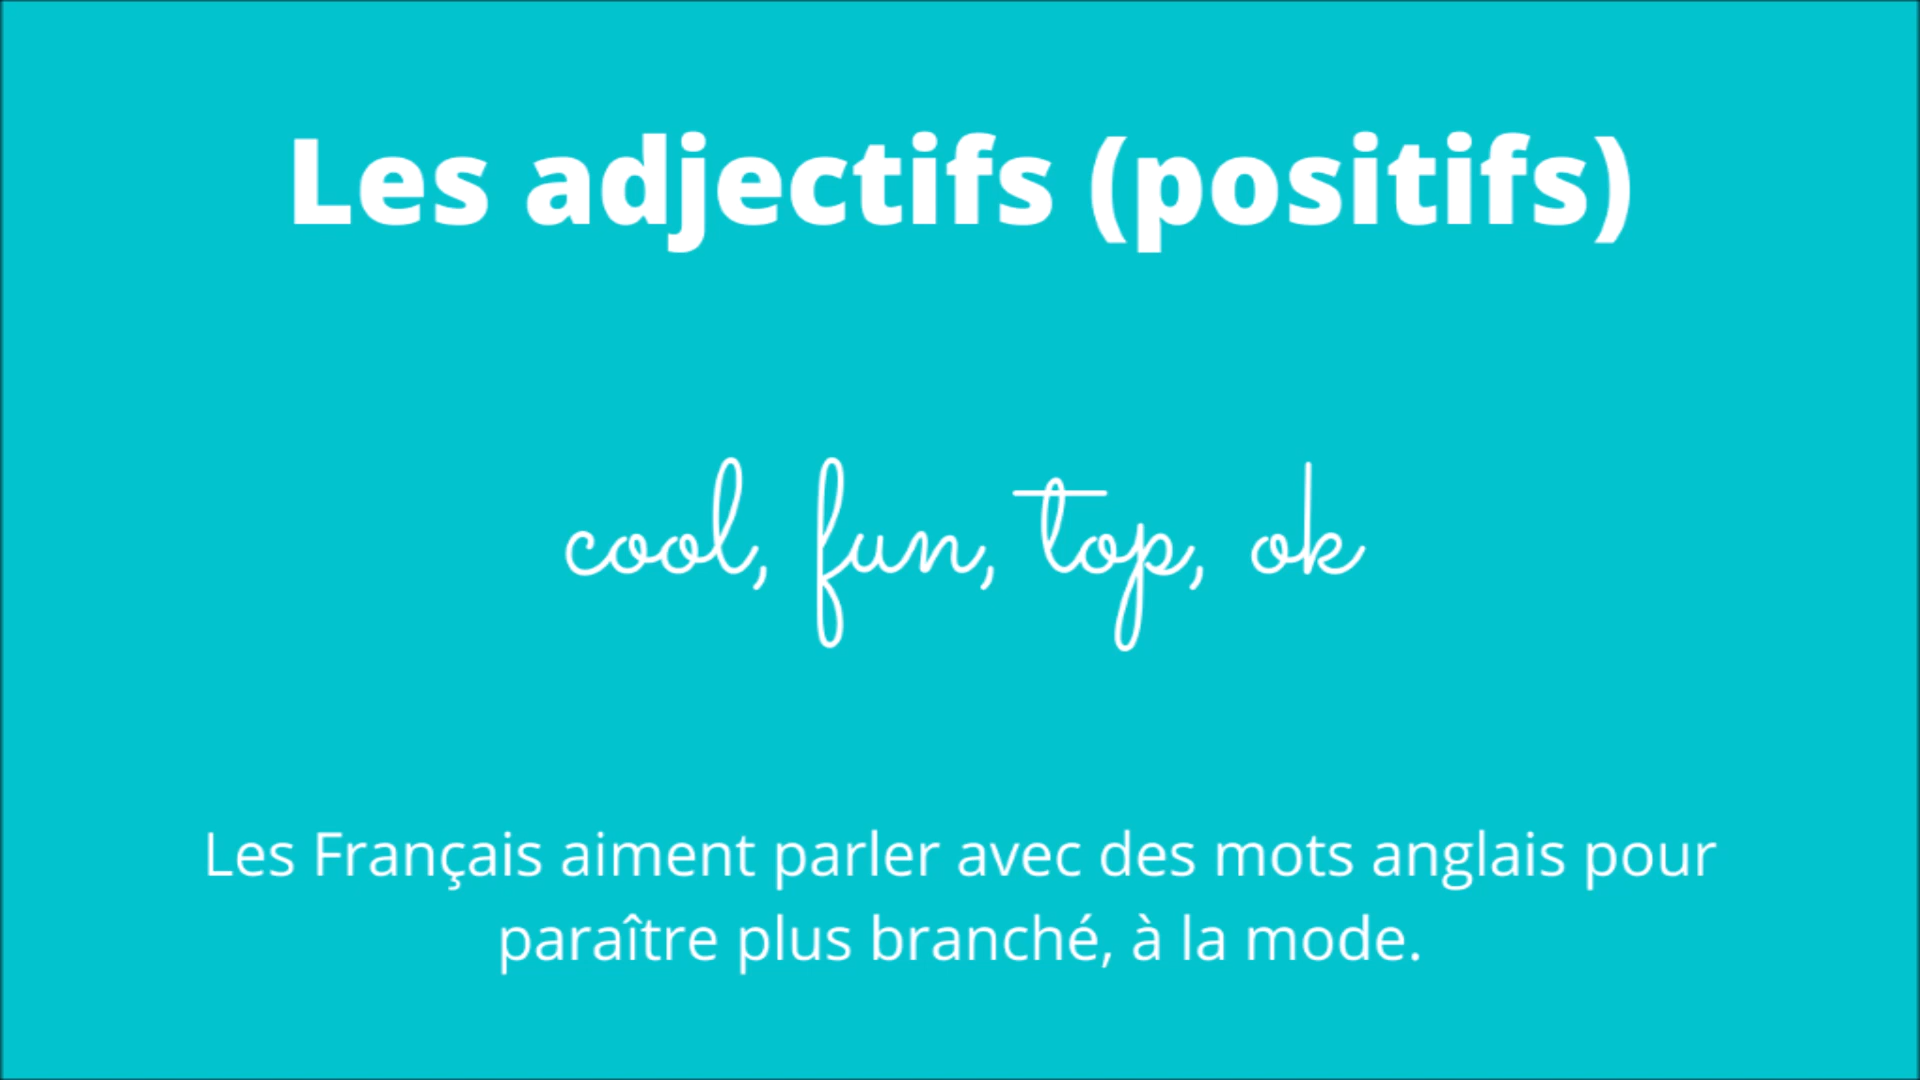 Les adjectifs (positifs)
cool, fun, top, ok
Les Français aiment parler avec des mots anglais pour
paraître plus branché, à la mode.